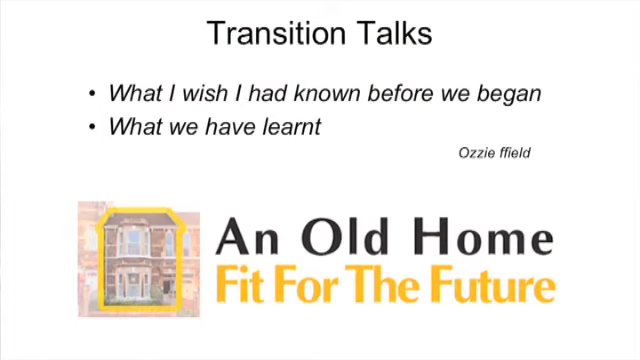 Transition Talks
• What I wish I had known before we began
• What we have learnt
Ozzie ffield
An Old Home
Fit For The Future